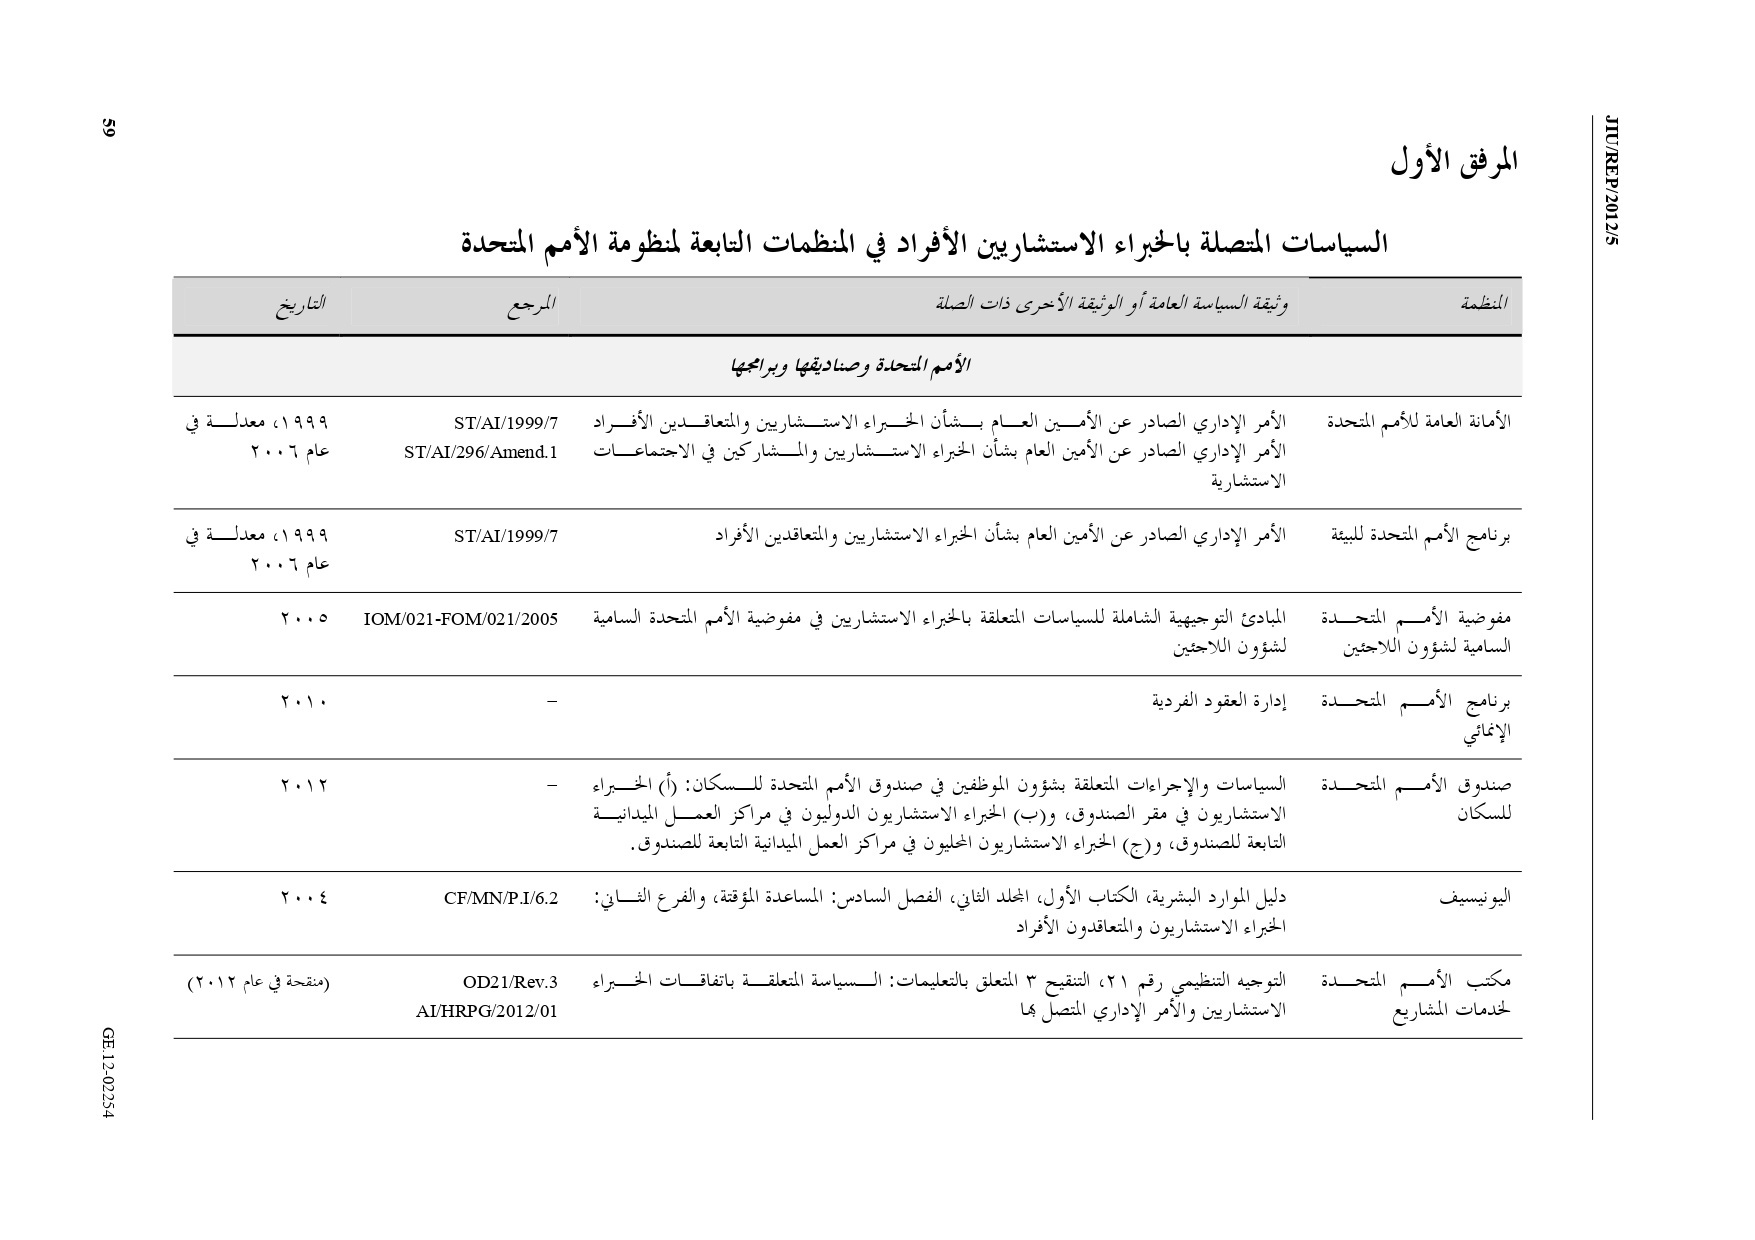 JIU/REP/2012/5
المرفق الأول
السياسات المتصلة بالخبراء الاستشاريين الأفراد في المنظمات التابعة لمنظومة الأمم المتحدة
المنظمة وثيقة السياسة العامة أو الوثيقة الأخرى ذات الصلة المرجع التاريخ
الأمم المتحدة وصناديقها وبرامجها
الأمانة العامة للأمم المتحدة الأمر الإداري الصادر عن الأمين العام بشأن الخبراء الاستشاريين والمتعاقدين الأفراد ST/AI/1999/7 ١٩٩٩، معدلة في
الأمر الإداري الصادر عن الأمين العام بشأن الخبراء الاستشاريين والمشاركين في الاجتماعات ST/AI/296/Amend.1 عام ٢٠٠٦
الاستشارية
برنامج الأمم المتحدة للبيئة الأمر الإداري الصادر عن الأمين العام بشأن الخبراء الاستشاريين والمتعاقدين الأفراد ST/AI/1999/7 ١٩٩٩، معدلة في
عام ٢٠٠٦
مفوضية الأمم المتحدة المبادئ التوجيهية الشاملة للسياسات المتعلقة بالخبراء الاستشاريين في مفوضية الأمم المتحدة السامية IOM/021-FOM/021/2005 ٢٠٠٥
السامية لشؤون اللاجئين لشؤون اللاجئين
برنامج الأمم المتحدة إدارة العقود الفردية – ٢٠١٠
الإنمائي
صندوق الأمم المتحدة السياسات والإجراءات المتعلقة بشؤون الموظفين في صندوق الأمم المتحدة للسكان: (أ) الخبراء – ٢٠١٢
للسكان الاستشاريون في مقر الصندوق، و(ب) الخبراء الاستشاريون الدوليون في مراكز العمل الميدانية
التابعة للصندوق، و(ج) الخبراء الاستشاريون المحليون في مراكز العمل الميدانية التابعة للصندوق.
اليونيسيف دليل الموارد البشرية، الكتاب الأول، المجلد الثاني، الفصل السادس: المساعدة المؤقتة، والفرع الثاني: CF/MN/P.I/6.2 ٢٠٠٤
الخبراء الاستشاريون والمتعاقدون الأفراد
مكتب الأمم المتحدة التوجيه التنظيمي رقم ٢١، التنقيح ٣ المتعلق بالتعليمات: السياسة المتعلقة باتفاقات الخبراء OD21/Rev.3 (منقحة في عام ٢٠١٢)
لخدمات المشاريع الاستشاريين والأمر الإداري المتصل بها AI/HRPG/2012/01
59
GE.12-02254